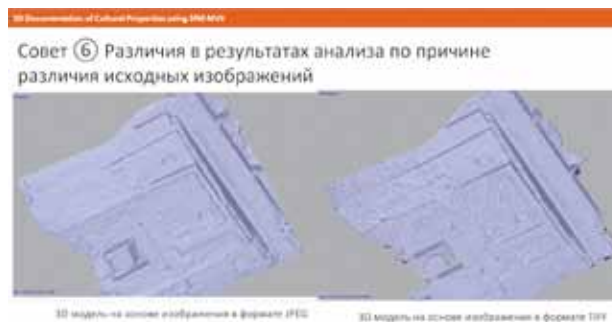 3D Documentation of Cultural Properties using SfM-MVS
Совет ⑥ Различия в результатах анализа по причине
различия исходных изображений
3D модель на основе изображения в формате JPEG
3D модель на основе изображения в формате TIFF